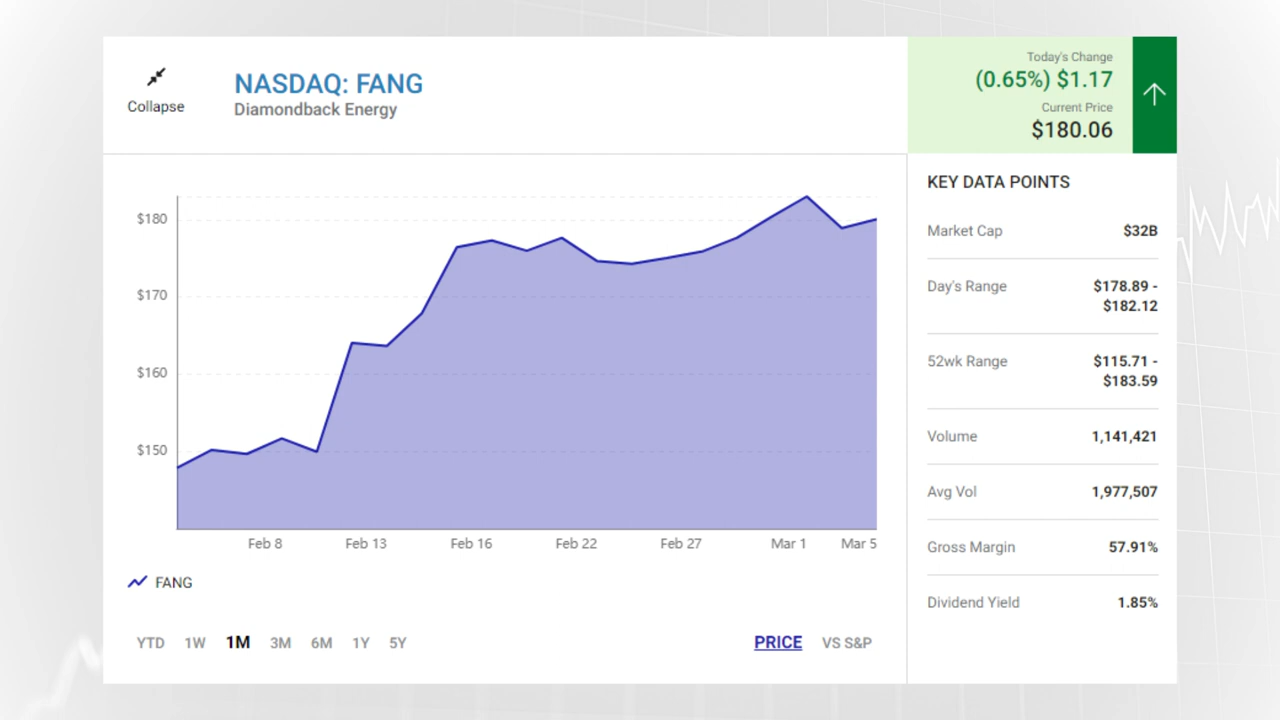 Collapse
NASDAQ: FANG
Diamondback Energy
Today's Change
(0.65%) $1.17
Current Price
$180.06
$180
$170
$160
$150
Feb 8
Feb 13
Feb 16
Feb 22
Feb 27
Mar 1
Mar 5
FANG
YTD
1W
1M
3M
6M
1Y
5Y
PRICE
VS S&P
KEY DATA POINTS
Market Cap $32B
Day's Range $178.89 -
$182.12
52wk Range $115.71 -
$183.59
Volume 1,141,421
Avg Vol 1,977,507
Gross Margin 57.91%
Dividend Yield 1.85%